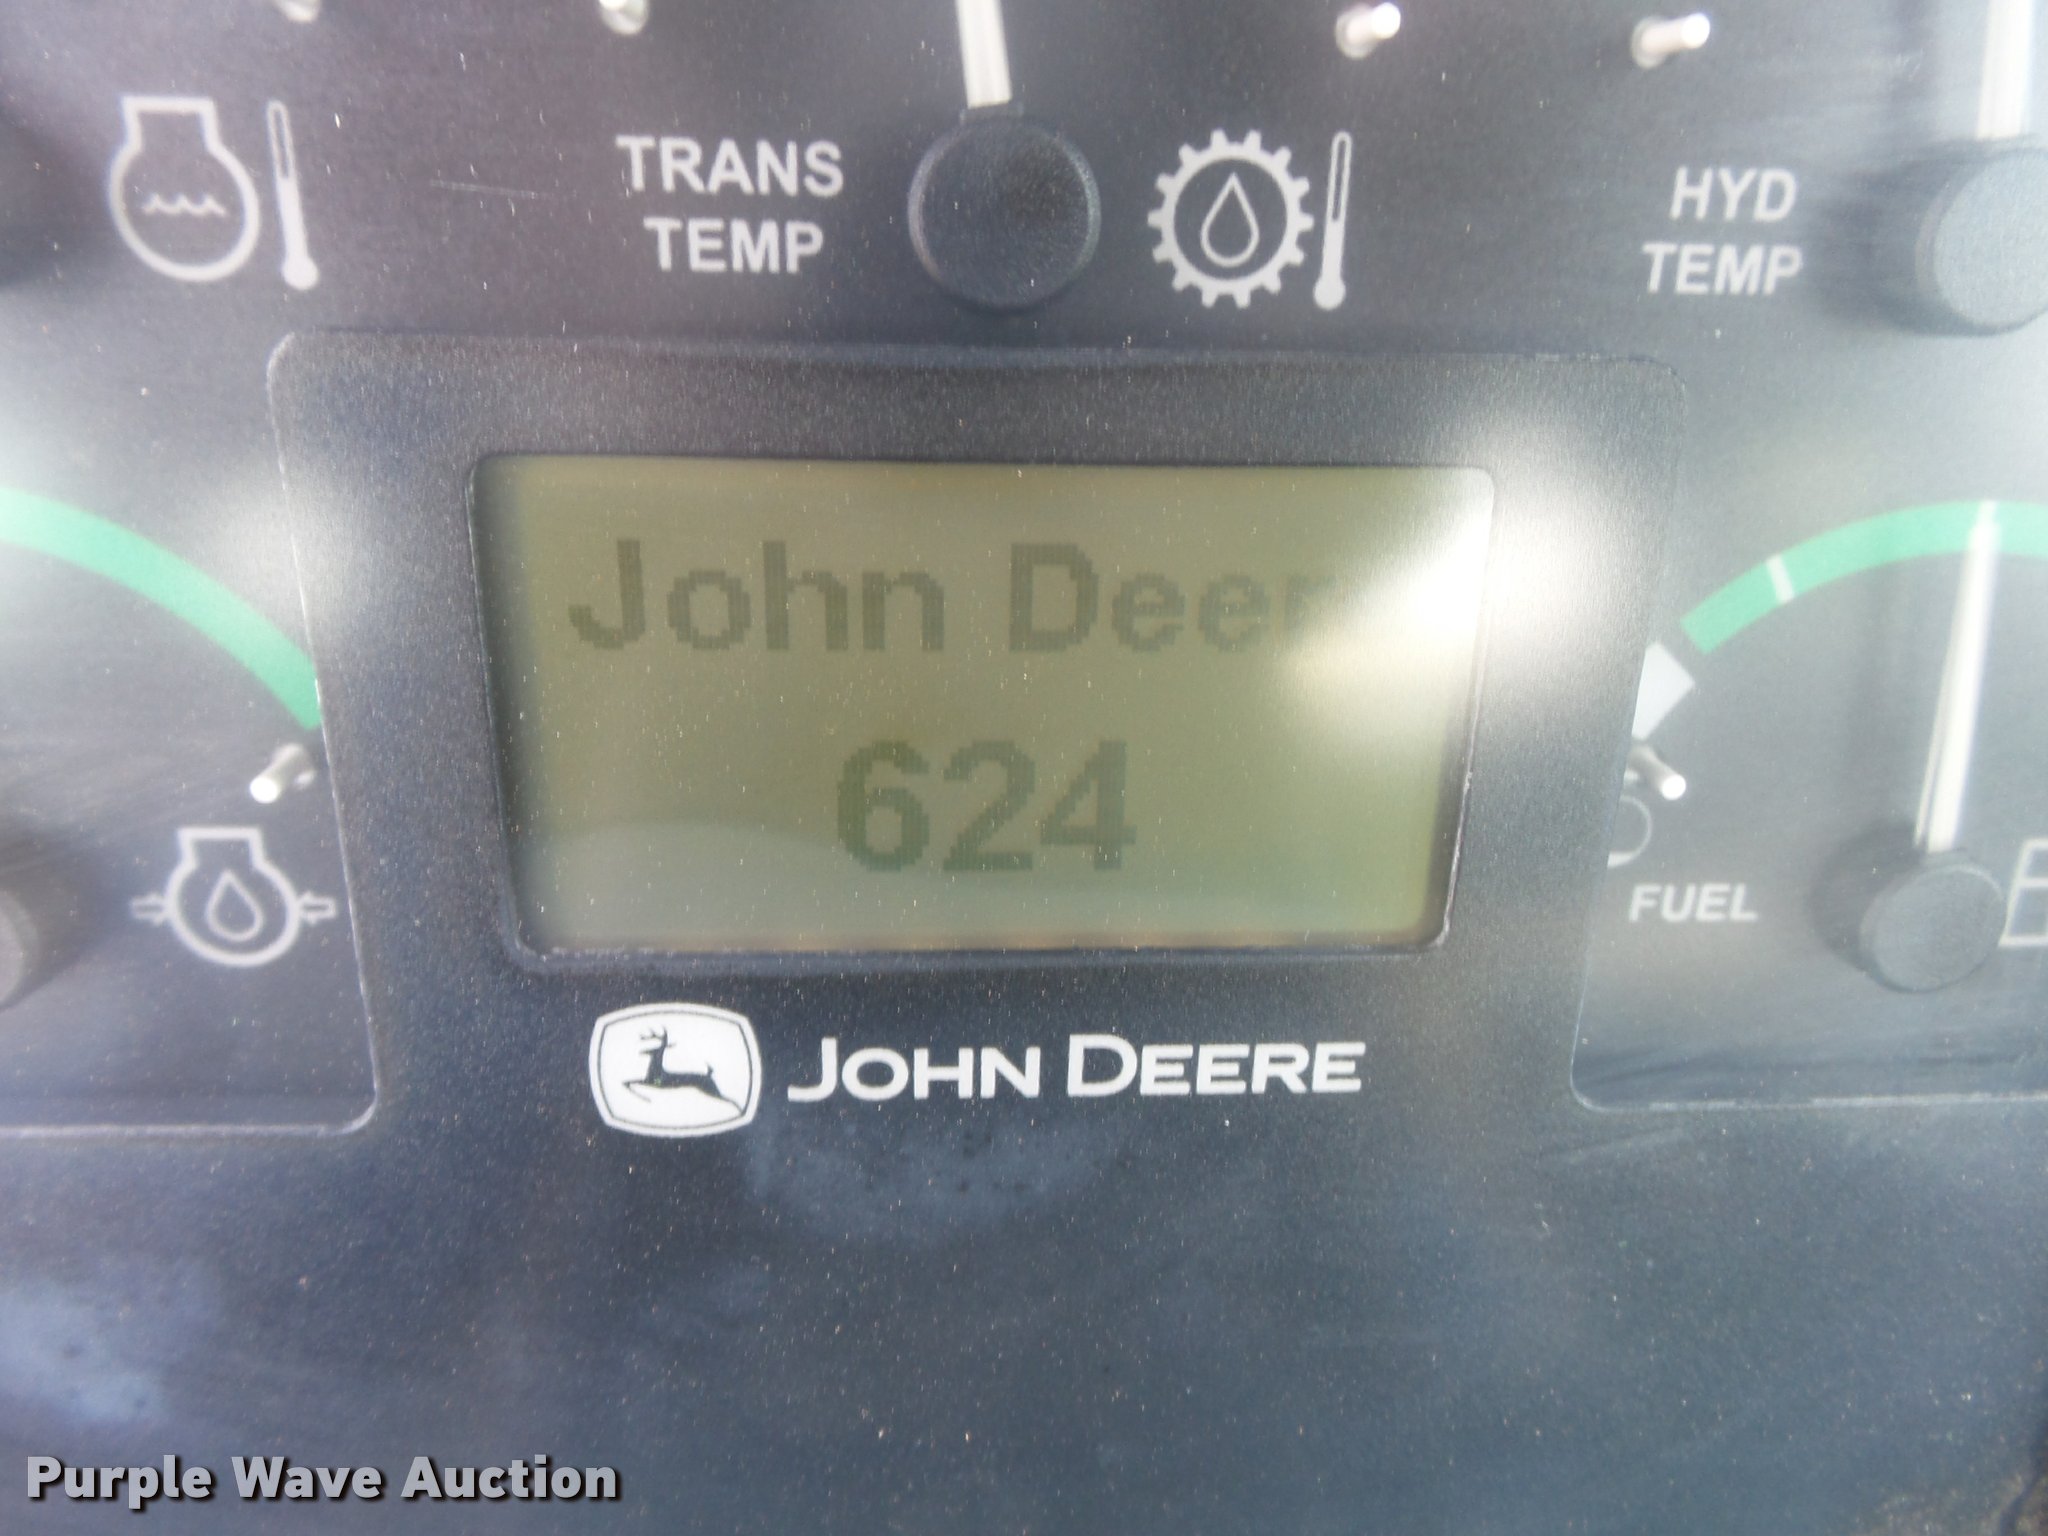 TRANS
TEMP
HYD
TEMP
John Deer
624
FUEL
E
JOHN DEERE
Purple Wave Auction